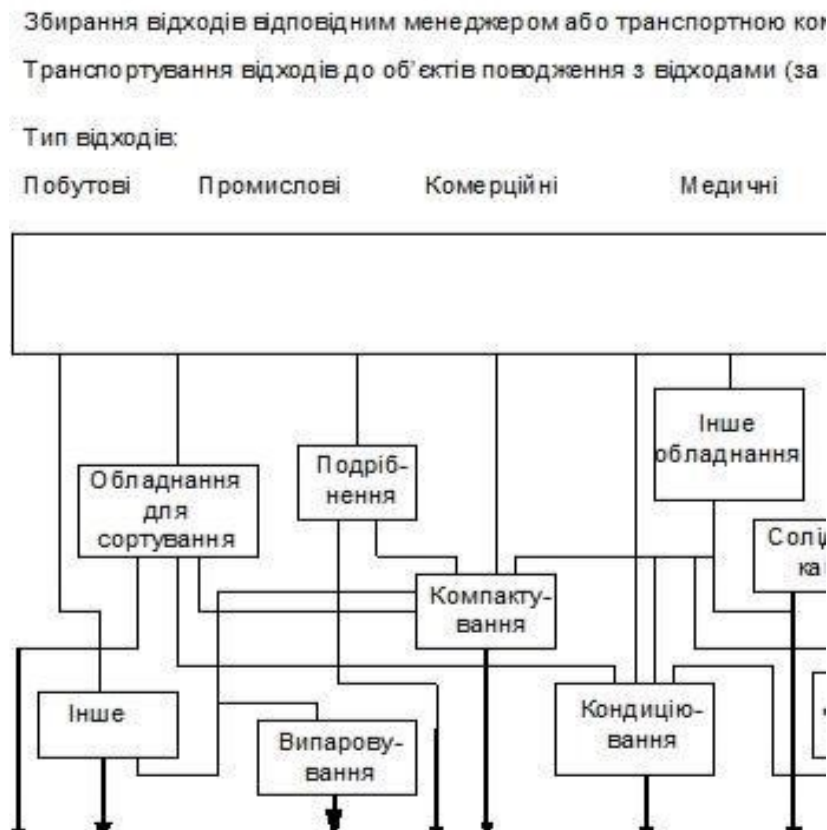 Збирання відходів відповідним менеджером або транспортною
Транспортування відходів до об'єктів поводження з відходами (за
Тип відходів:
Побутові Промислові Комерційні Медичні
Інше
обладнання
Подріб-
нення
Обладнання
для
сортування
Компакту-
вання
Інше
Випарову-
вання
Кондицію-
вання